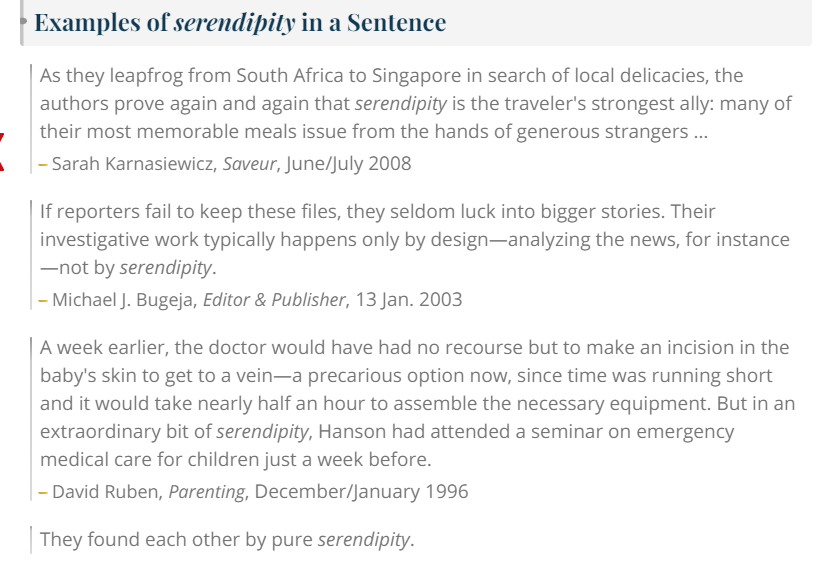 Examples of serendipity in a Sentence
As they leapfrog from South Africa to Singapore in search of local delicacies, the
authors prove again and again that serendipity is the traveler's strongest ally: many of
their most memorable meals issue from the hands of generous strangers ...
– Sarah Karnasiewicz, Saveur, June/July 2008
If reporters fail to keep these files, they seldom luck into bigger stories. Their
investigative work typically happens only by design—analyzing the news, for instance
—not by serendipity.
– Michael J. Bugeja, Editor & Publisher, 13 Jan. 2003
A week earlier, the doctor would have had no recourse but to make an incision in the
baby's skin to get to a vein—a precarious option now, since time was running short
and it would take nearly half an hour to assemble the necessary equipment. But in an
extraordinary bit of serendipity, Hanson had attended a seminar on emergency
medical care for children just a week before.
– David Ruben, Parenting, December/January 1996
They found each other by pure serendipity.